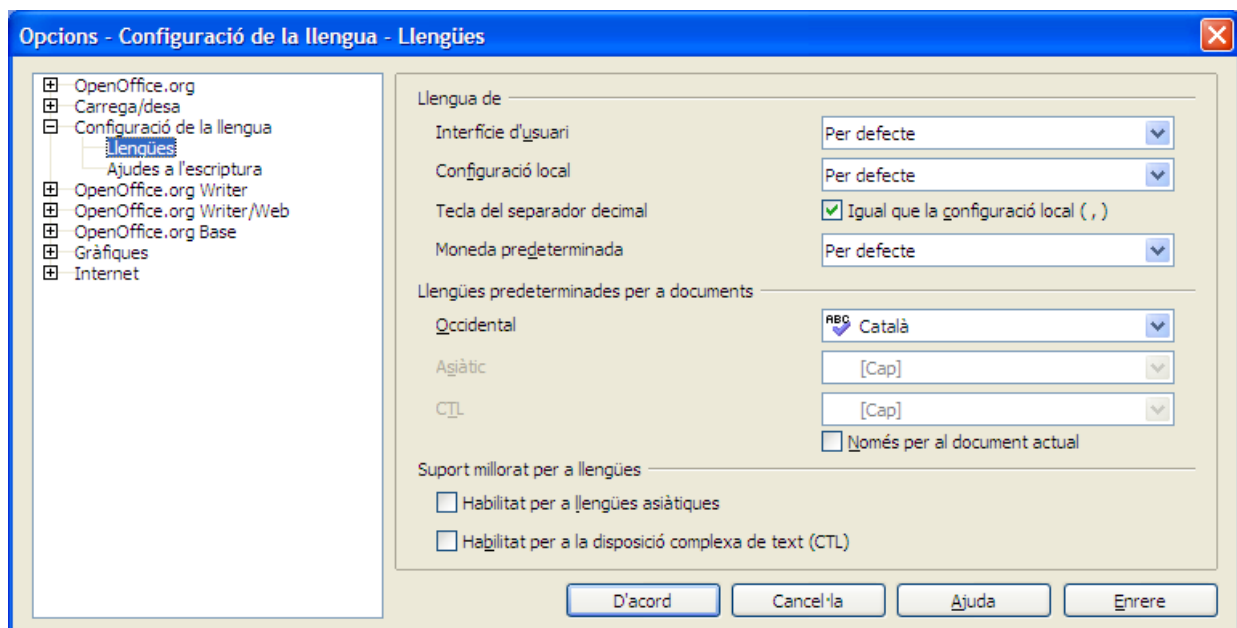 Opcions - Configuració de la llengua - Llengües
OpenOffice.org
Carrega/desa
Configuració de la llengua
Llengües
Ajudes a l'escriptura
OpenOffice.org Writer
OpenOffice.org Writer/Web
OpenOffice.org Base
Gràfiques
Internet
Llengua de
Interfície d'usuari
Per defecte
Configuració local
Per defecte
Tecla del separador decimal
Igual que la configuració local ( , )
Moneda predeterminada
Per defecte
Llengües predeterminades per a documents
Occidental
ABC Català
Asiàtic
[Cap]
CTL
[Cap]
Només per al document actual
Suport millorat per a llengües
Habilitat per a llengües asiàtiques
Habilitat per a la disposició complexa de text (CTL)
D'acord
Cancel·la
Ajuda
Enrere